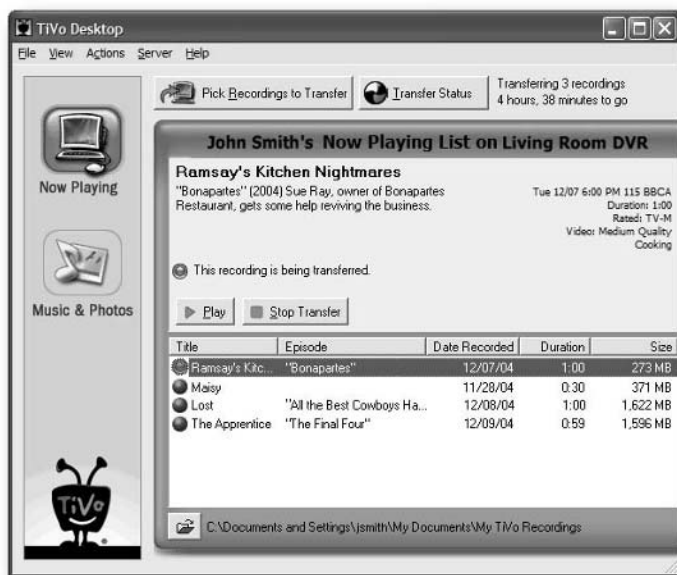 TiVo Desktop
File View Actions Server Help
Pick Recordings to Transfer
Transfer Status
Transferring 3 recordings
4 hours, 38 minutes to go
Now Playing
Music & Photos
TiVo
John Smith's Now Playing List on Living Room DVR
Ramsay's Kitchen Nightmares
"Bonapartes" (2004) Sue Ray, owner of Bonapartes
Restaurant, gets some help reviving the business.
Tue 12/07 6:00 PM 115 BBCA
Duration: 1:00
Rated: TV-M
Video: Medium Quality
Cooking
This recording is being transferred.
Play
Stop Transfer
Title Episode Date Recorded Duration Size
Ramsay's Kitc... "Bonapartes" 12/07/04 1:00 273 MB
Maisy 11/28/04 0:30 371 MB
Lost "All the Best Cowboys Ha... 12/08/04 1:00 1,622 MB
The Apprentice "The Final Four" 12/09/04 0:59 1,596 MB
C:\Documents and Settings\jsmith\My Documents\My TiVo Recordings